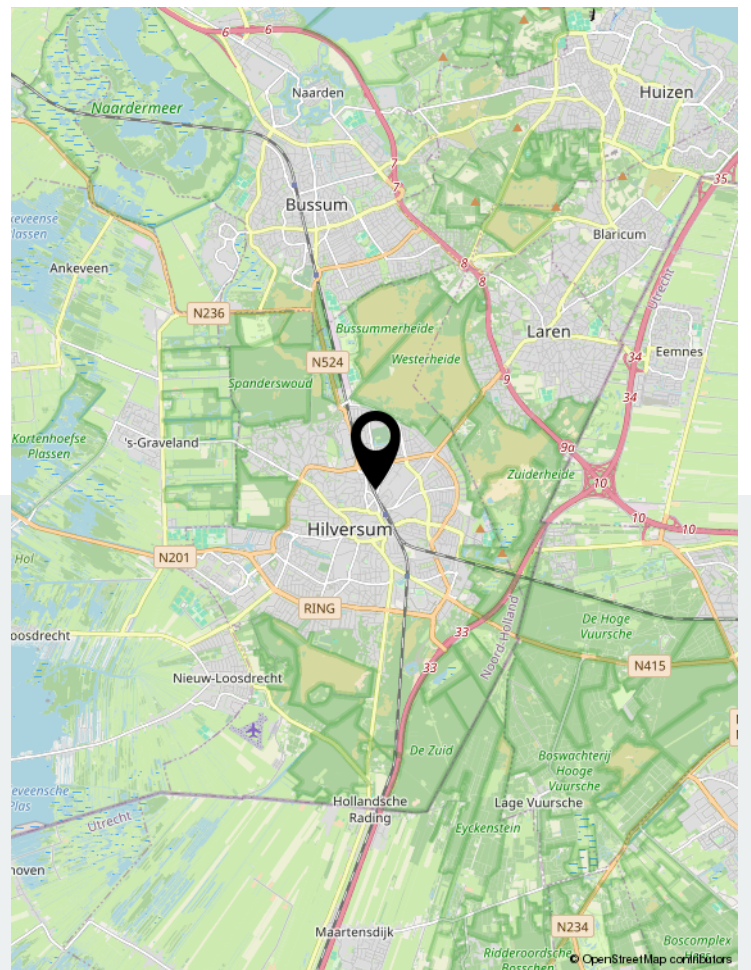 6
6
Naarden
Huizen
Naardermeer
7
7
35
Bussum
Blaricum
Ankeveen
8
8
Utrecht
N236
Bussummerheide
Laren
Eemnes
N524
Westerheide
34
34
Spanderswoud
9
's-Graveland
9a
Kortenhoefse
Plassen
Zuiderheide
10
10
10
Hilversum
N201
Hol
RING
De Hoge
Vuursche
33
33
Noord-Holland
N415
Nieuw-Loosdrecht
De Zuid
Boswachterij
Hooge
Vuursche
Hollandsche
Rading
Lage Vuursche
Utrecht
Eyckenstein
N234
Maartensdijk
Ridderoordsche
Bosschen
Boscomplex
© OpenStreetMap contributors